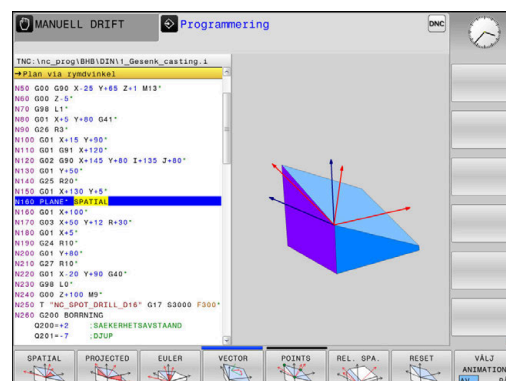 MANUELL DRIFT
Programmering
DNC
TNC:\nc_prog\BHB\DIN\1_Gesenk_casting.i
→Plan via rymdvinkel
N50 G00 G90 X-25 Y+65 Z+1 M13*
N60 G00 Z-5*
N70 G98 L1*
N80 G01 X+5 Y+80 G41*
N90 G26 R3*
N100 G01 X+15 Y+90*
N110 G01 G91 X+120*
N120 G02 G90 X+145 Y+80 I+135 J+80*
N130 G01 Y+50*
N140 G25 R20*
N150 G01 X+130 Y+5*
N160 PLANE* SPATIAL
N160 G01 X+100*
N170 G03 X+50 Y+12 R+30*
N180 G01 X+5*
N190 G24 R10*
N200 G01 Y+80*
N210 G27 R10*
N220 G01 X-20 Y+90 G40*
N230 G98 L0*
N240 G00 Z+100 M9*
N250 T "NC_SPOT_DRILL_D16" G17 S3000 F300*
N260 G200 BORRNING
Q200=+2 ;SAEKERHETSAVSTAAND
Q201=-7 ;DJUP
SPATIAL
PROJECTED
EULER
VECTOR
POINTS
REL. SPA.
RESET
VÄLJ
ANIMATION
AV